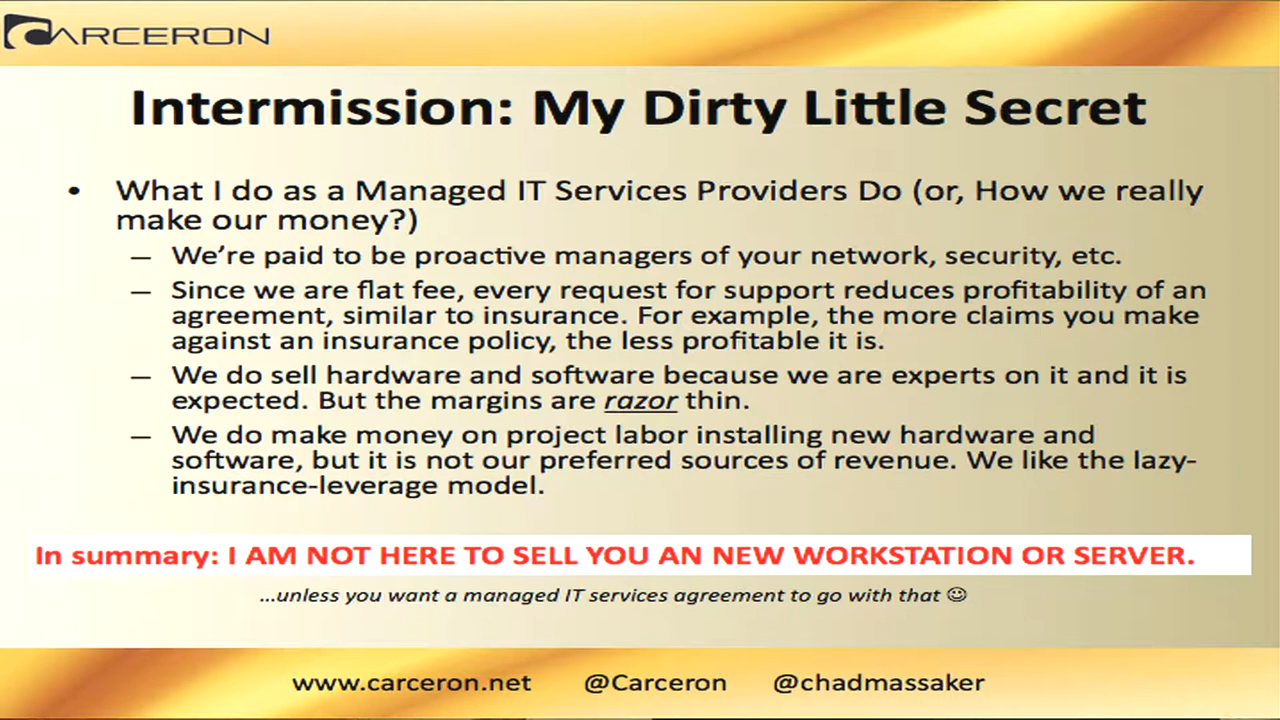 CARCERON
Intermission: My Dirty Little Secret
• What I do as a Managed IT Services Providers Do (or, How we really
make our money?)
– We’re paid to be proactive managers of your network, security, etc.
– Since we are flat fee, every request for support reduces profitability of an
agreement, similar to insurance. For example, the more claims you make
against an insurance policy, the less profitable it is.
– We do sell hardware and software because we are experts on it and it is
expected. But the margins are razor thin.
– We do make money on project labor installing new hardware and
software, but it is not our preferred sources of revenue. We like the lazy-
insurance-leverage model.
In summary: I AM NOT HERE TO SELL YOU AN NEW WORKSTATION OR SERVER.
...unless you want a managed IT services agreement to go with that ☺
www.carceron.net @Carceron @chadmassaker